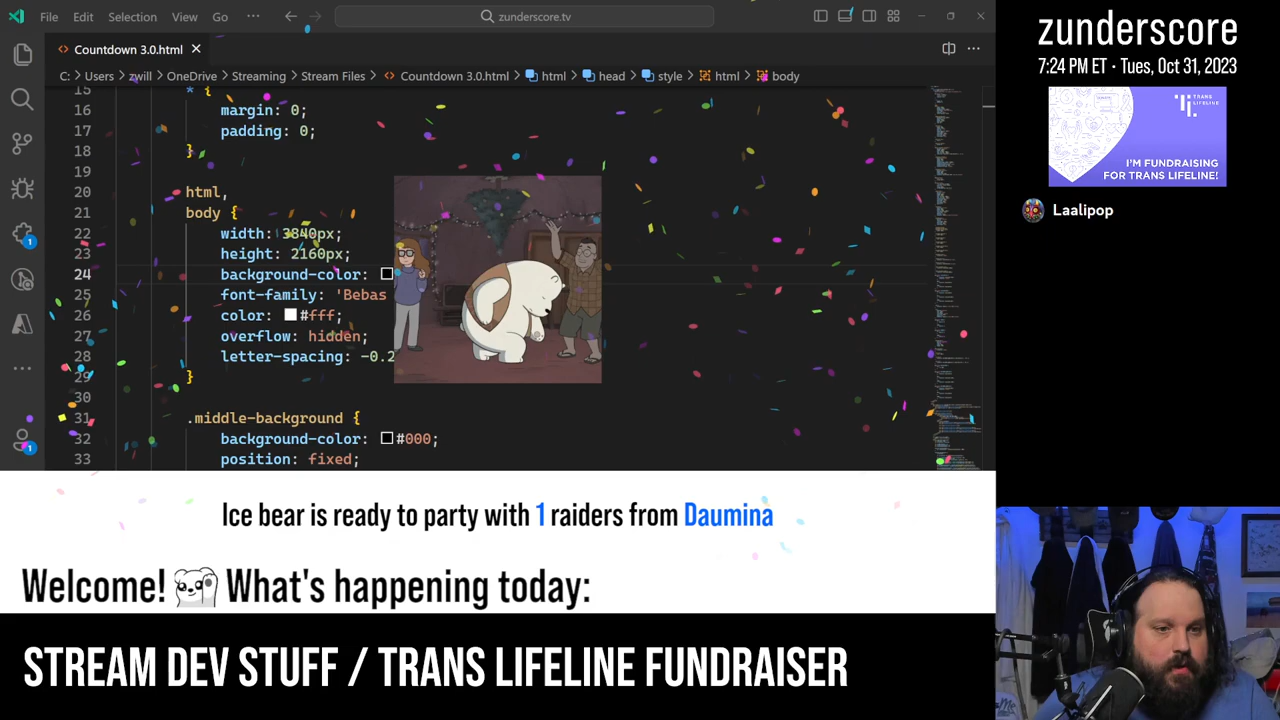 File Edit Selection View Go ··· zunderscore.tv
Countdown 3.0.html
C: > Users > zwill > OneDrive > Streaming > Stream Files > Countdown 3.0.html > html > head > style > html > body
15 * {
16 margin: 0;
17 padding: 0;
18 }
19
20 html,
21 body {
22 width: 3840px;
23 height: 2160px;
24 background-color:
25 font-family: 'Bebas
26 color: #fff;
27 overflow: hidden;
28 letter-spacing: -0.2
29 }
30
31 .middle-background {
32 background-color: #000;
33 position: fixed;
1
1
zunderscore
7:24 PM ET · Tues, Oct 31, 2023
TRANS
LIFELINE
I'M FUNDRAISING
FOR TRANS LIFELINE!
Laalipop
Ice bear is ready to party with 1 raiders from Daumina
Welcome! What's happening today:
STREAM DEV STUFF / TRANS LIFELINE FUNDRAISER